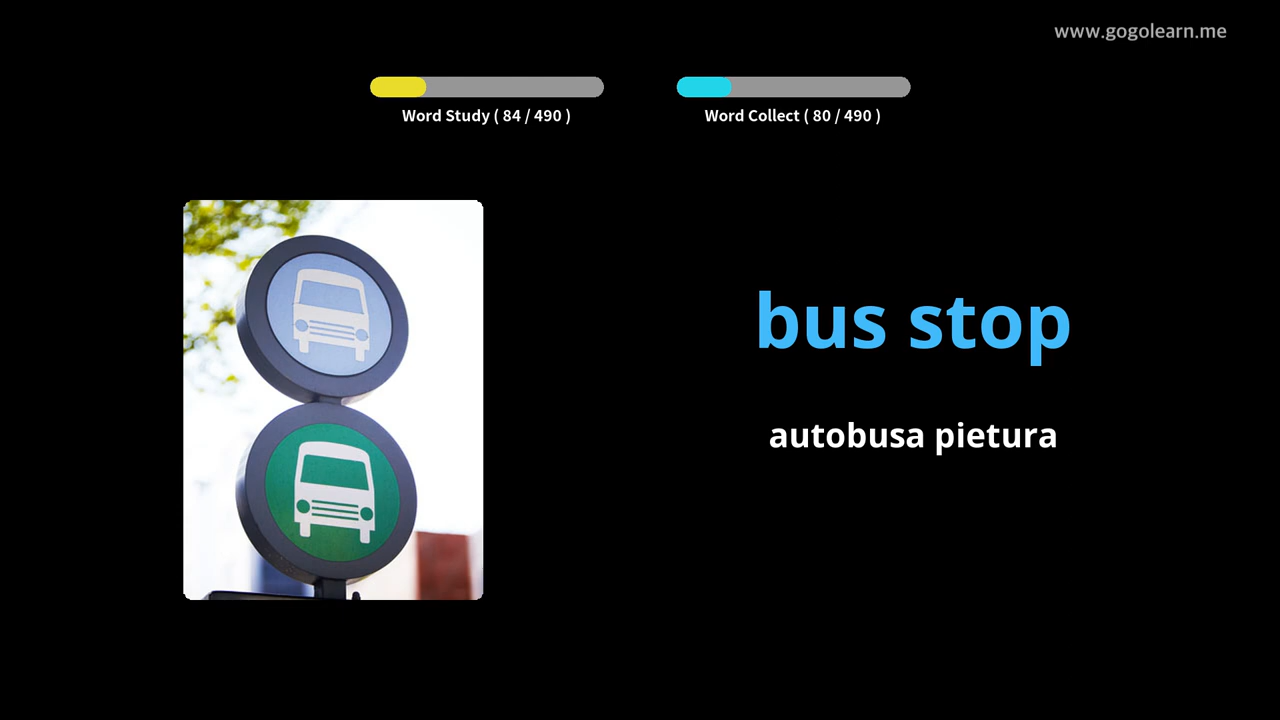 www.gogolearn.me
Word Study ( 84 / 490 )
Word Collect ( 80 / 490 )
bus stop
autobusa pietura